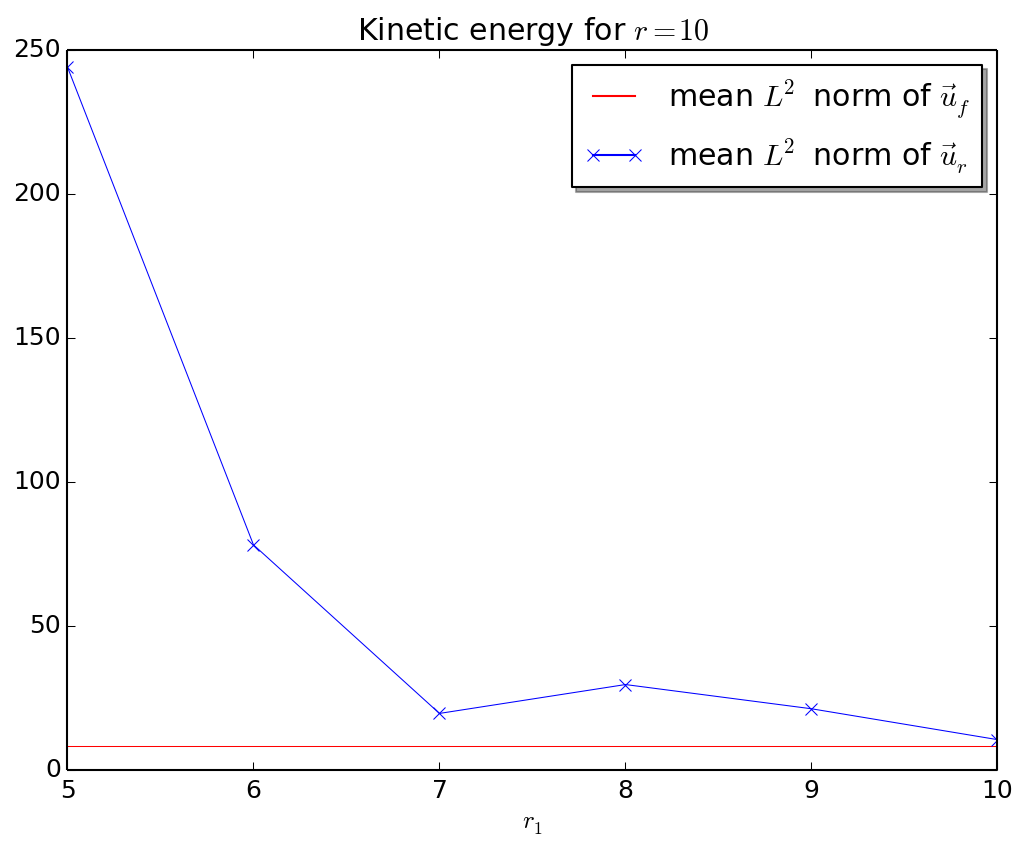 Kinetic energy for r = 10
250
200
150
100
50
0
mean L² norm of u⃗_f
mean L² norm of u⃗_r
5 6 7 8 9 10
r₁